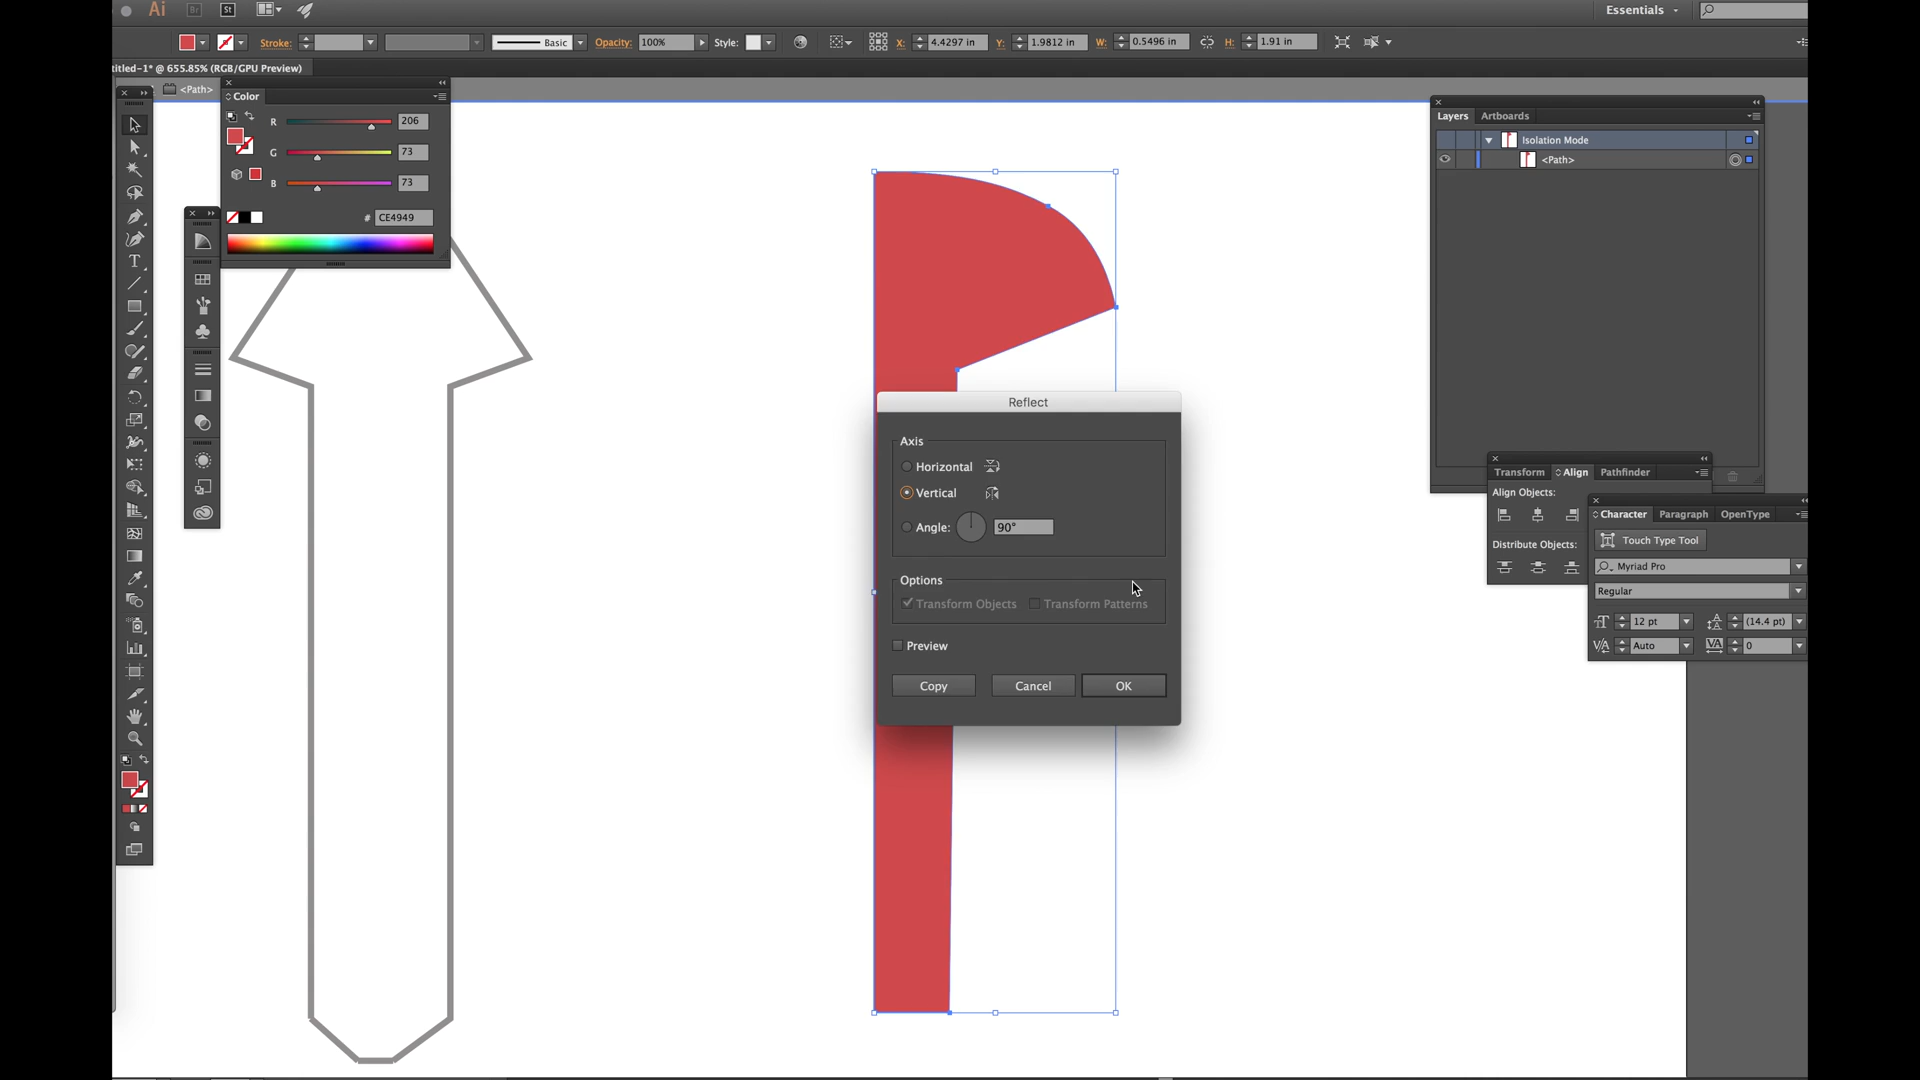 Ai Br St Essentials
Stroke: Basic Opacity: 100% Style: X: 4.4297 in Y: 1.9812 in W: 0.5496 in H: 1.91 in
titled-1* @ 655.85% (RGB/GPU Preview)
<Path>
Color
R 206
G 73
B 73
# CE4949
Layers Artboards
Isolation Mode
<Path>
Reflect
Axis
Horizontal
Vertical
Angle: 90°
Options
Transform Objects Transform Patterns
Preview
Copy Cancel OK
Transform Align Pathfinder
Align Objects:
Distribute Objects:
Character Paragraph OpenType
Touch Type Tool
Myriad Pro
Regular
12 pt (14.4 pt)
Auto 0